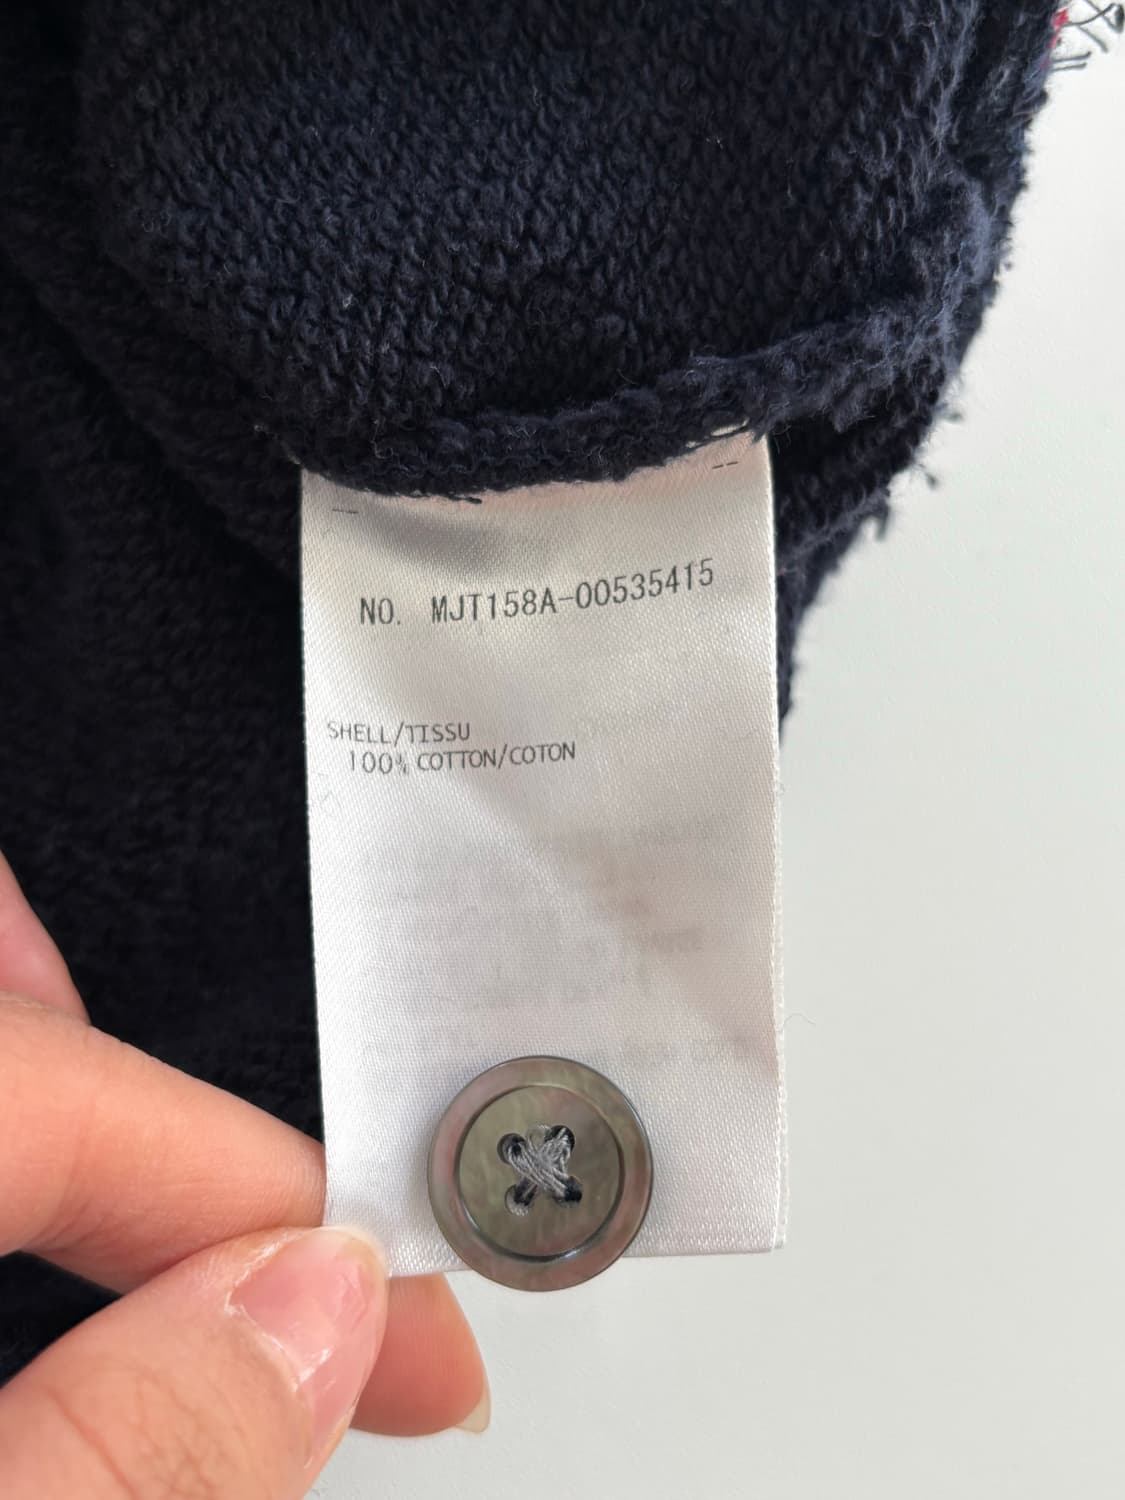 NO. MJT158A-00535415
SHELL/TISSU
100% COTTON/COTON